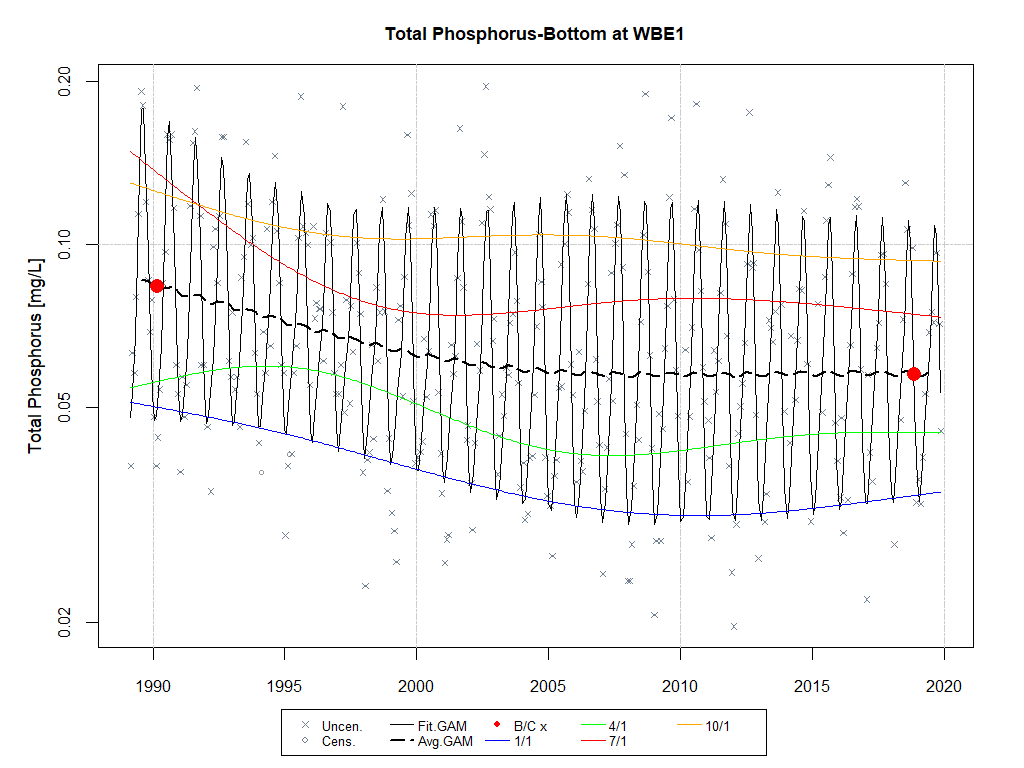 Total Phosphorus-Bottom at WBE1
Total Phosphorus [mg/L]
0.20
0.10
0.05
0.02
1990 1995 2000 2005 2010 2015 2020
Uncen. Fit.GAM B/C x 4/1 10/1
Cens. Avg.GAM 1/1 7/1